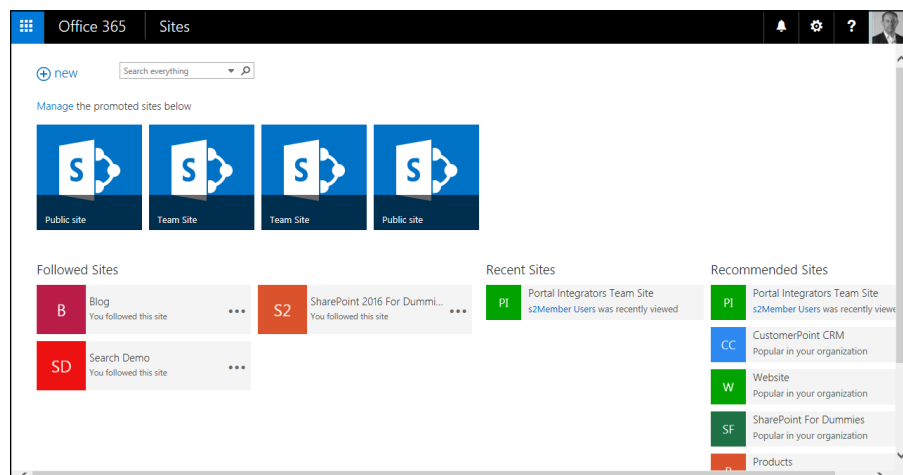 Office 365
Sites
?
new
Search everything
Manage the promoted sites below
S
S
S
S
Public site
Team Site
Team Site
Public site
Followed Sites
B
Blog
You followed this site
S2
SharePoint 2016 For Dummi...
You followed this site
SD
Search Demo
You followed this site
Recent Sites
PI
Portal Integrators Team Site
s2Member Users was recently viewed
Recommended Sites
PI
Portal Integrators Team Site
s2Member Users was recently viewe
CC
CustomerPoint CRM
Popular in your organization
W
Website
Popular in your organization
SF
SharePoint For Dummies
Popular in your organization
Products